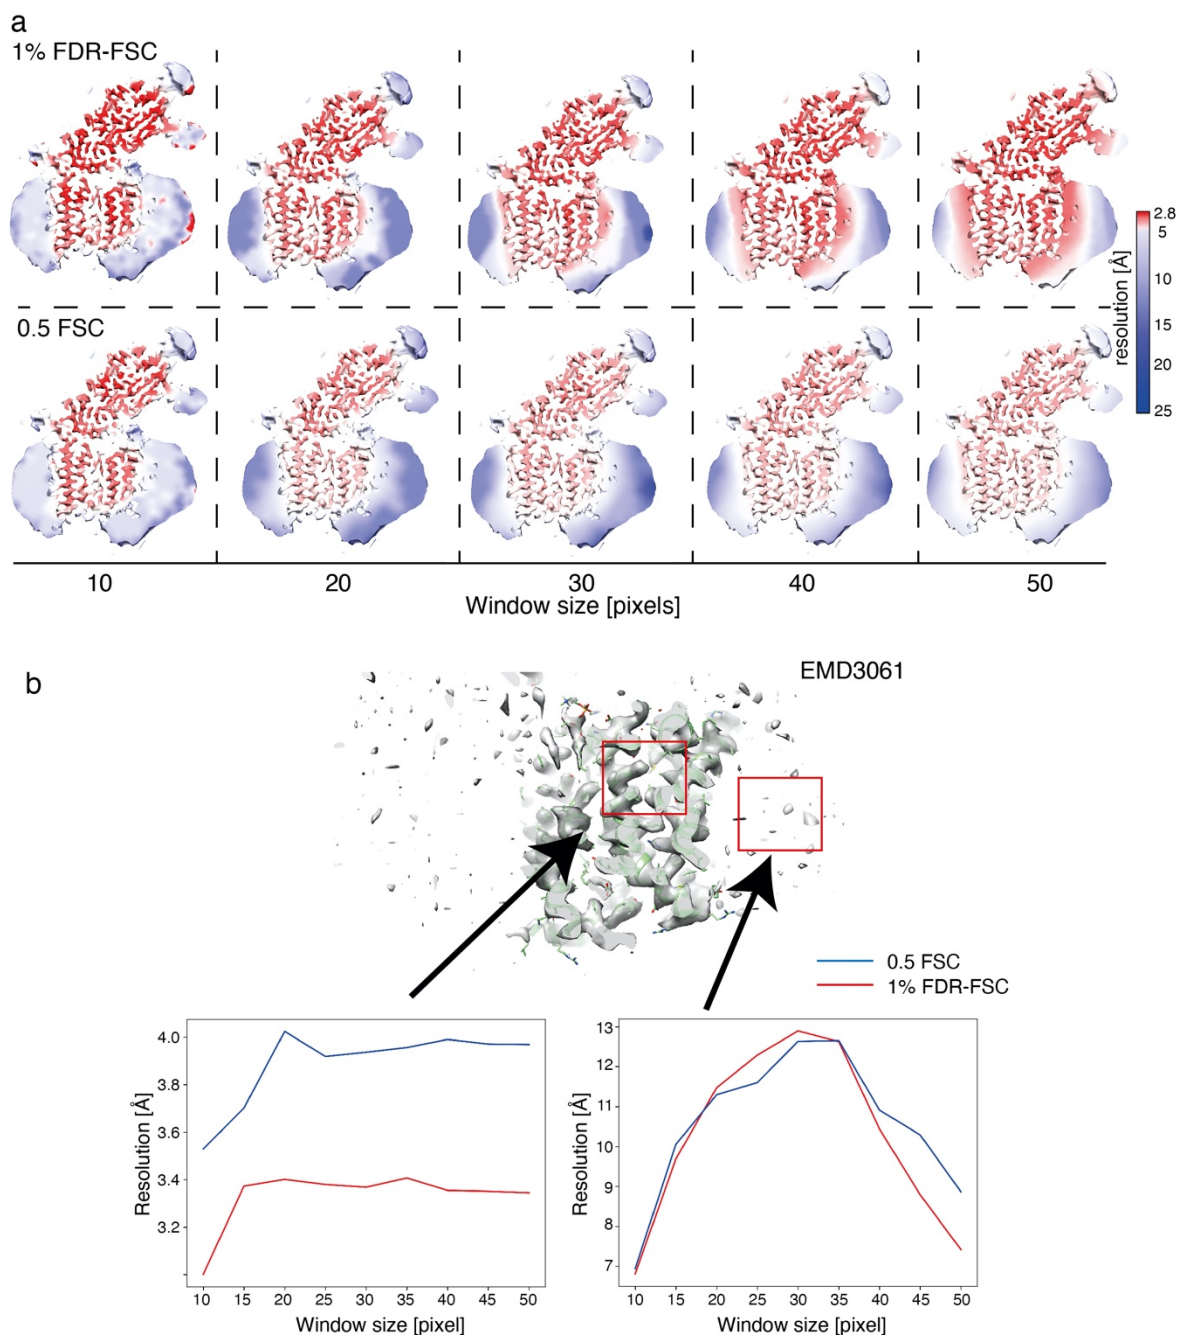 a
1% FDR-FSC
0.5 FSC
2.8
5
10
15
20
25
resolution [Å]
10 20 30 40 50
Window size [pixels]
b
EMD3061
0.5 FSC
1% FDR-FSC
4.0
3.8
3.6
3.4
3.2
Resolution [Å]
10 15 20 25 30 35 40 45 50
Window size [pixel]
13
12
11
10
9
8
7
Resolution [Å]
10 15 20 25 30 35 40 45 50
Window size [pixel]